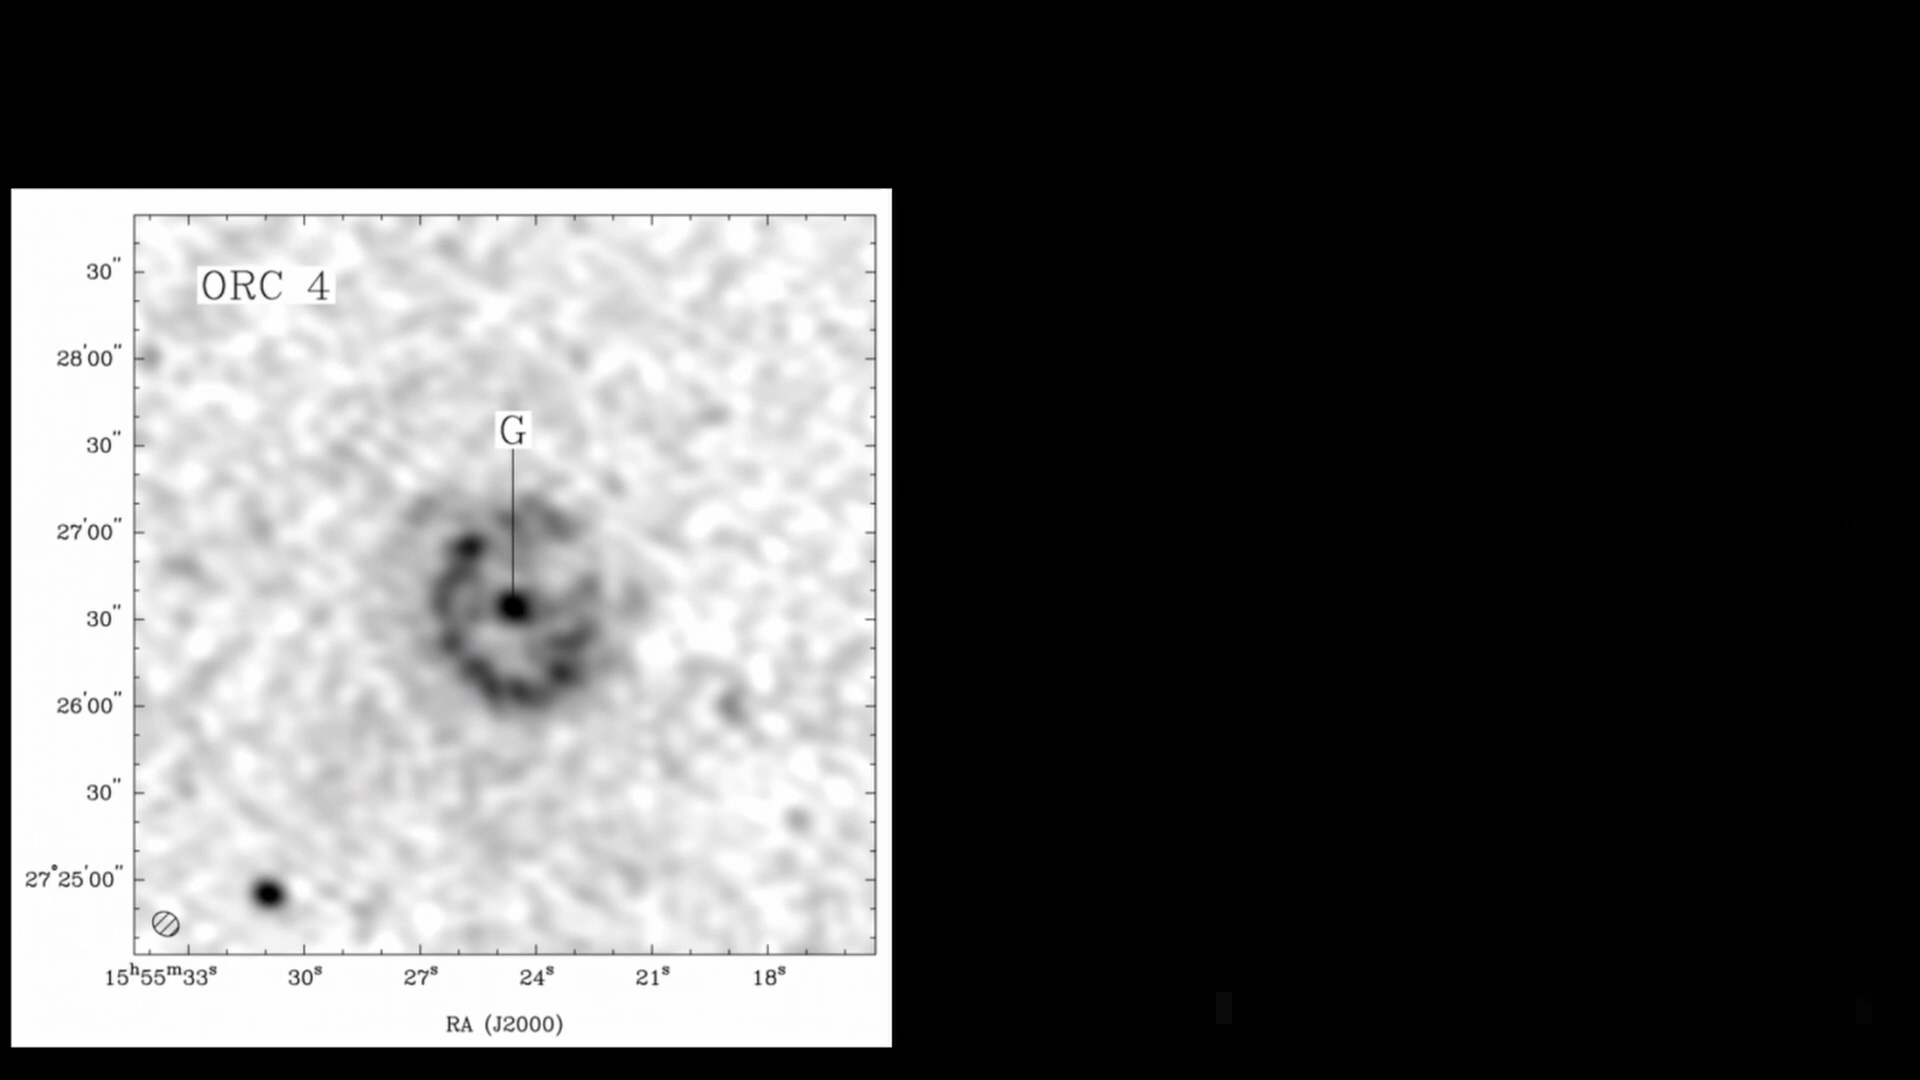 ORC 4
G
30"
28'00"
30"
27'00"
30"
26'00"
30"
27°25'00"
15ʰ55ᵐ33ˢ 30ˢ 27ˢ 24ˢ 21ˢ 18ˢ
RA (J2000)